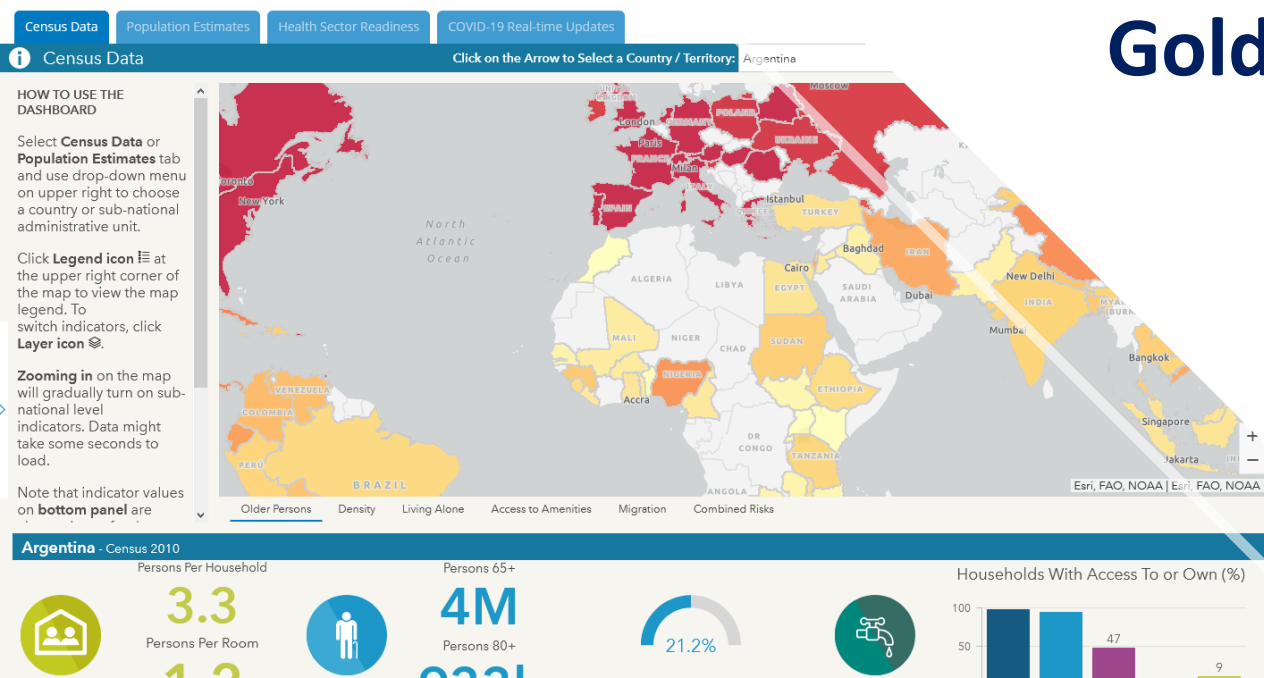 Census Data
Population Estimates
Health Sector Readiness
COVID-19 Real-time Updates
Gold
Census Data
Click on the Arrow to Select a Country / Territory:
Argentina
HOW TO USE THE
DASHBOARD
Select Census Data or
Population Estimates tab
and use drop-down menu
on upper right to choose
a country or sub-national
administrative unit.
Click Legend icon at
the upper right corner of
the map to view the map
legend. To
switch indicators, click
Layer icon.
Zooming in on the map
will gradually turn on sub-
national level
indicators. Data might
take some seconds to
load.
Note that indicator values
on bottom panel are
Moscow
London
GERMANY
POLAND
Paris
UKRAINE
FRANCE
Milan
ITALY
oronto
New York
SPAIN
GREECE
Istanbul
TURKEY
North
Atlantic
Ocean
Baghdad
IRAN
Cairo
New Delhi
ALGERIA
LIBYA
EGYPT
SAUDI
ARABIA
Dubai
INDIA
Mumbai
MALI
NIGER
CHAD
SUDAN
Bangkok
NIGERIA
ETHIOPIA
VENEZUELA
Accra
COLOMBIA
Singapore
DR
CONGO
TANZANIA
Jakarta
PERÚ
BRAZIL
ANGOLA
+
−
Esri, FAO, NOAA | Esri, FAO, NOAA
Older Persons
Density
Living Alone
Access to Amenities
Migration
Combined Risks
Argentina - Census 2010
Persons Per Household
3.3
Persons Per Room
Persons 65+
4M
Persons 80+
21.2%
Households With Access To or Own (%)
100
50
47
9